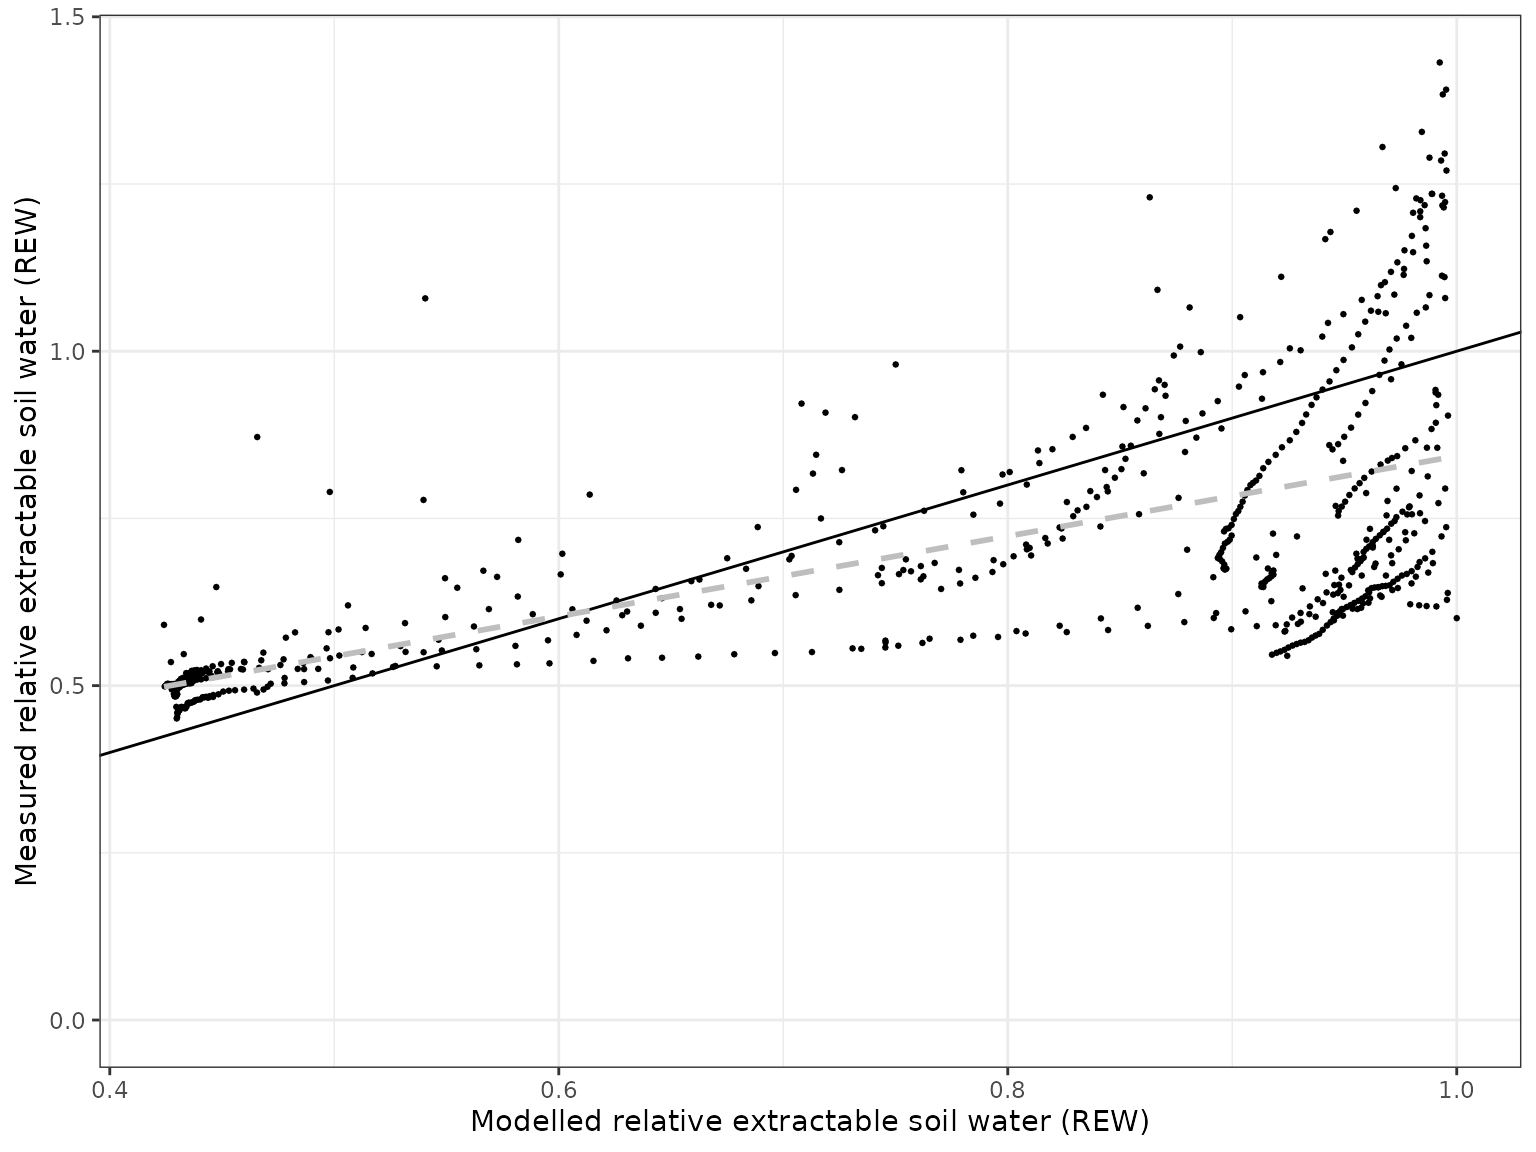 1.5
1.0
0.5
0.0
Measured relative extractable soil water (REW)
0.4 0.6 0.8 1.0
Modelled relative extractable soil water (REW)